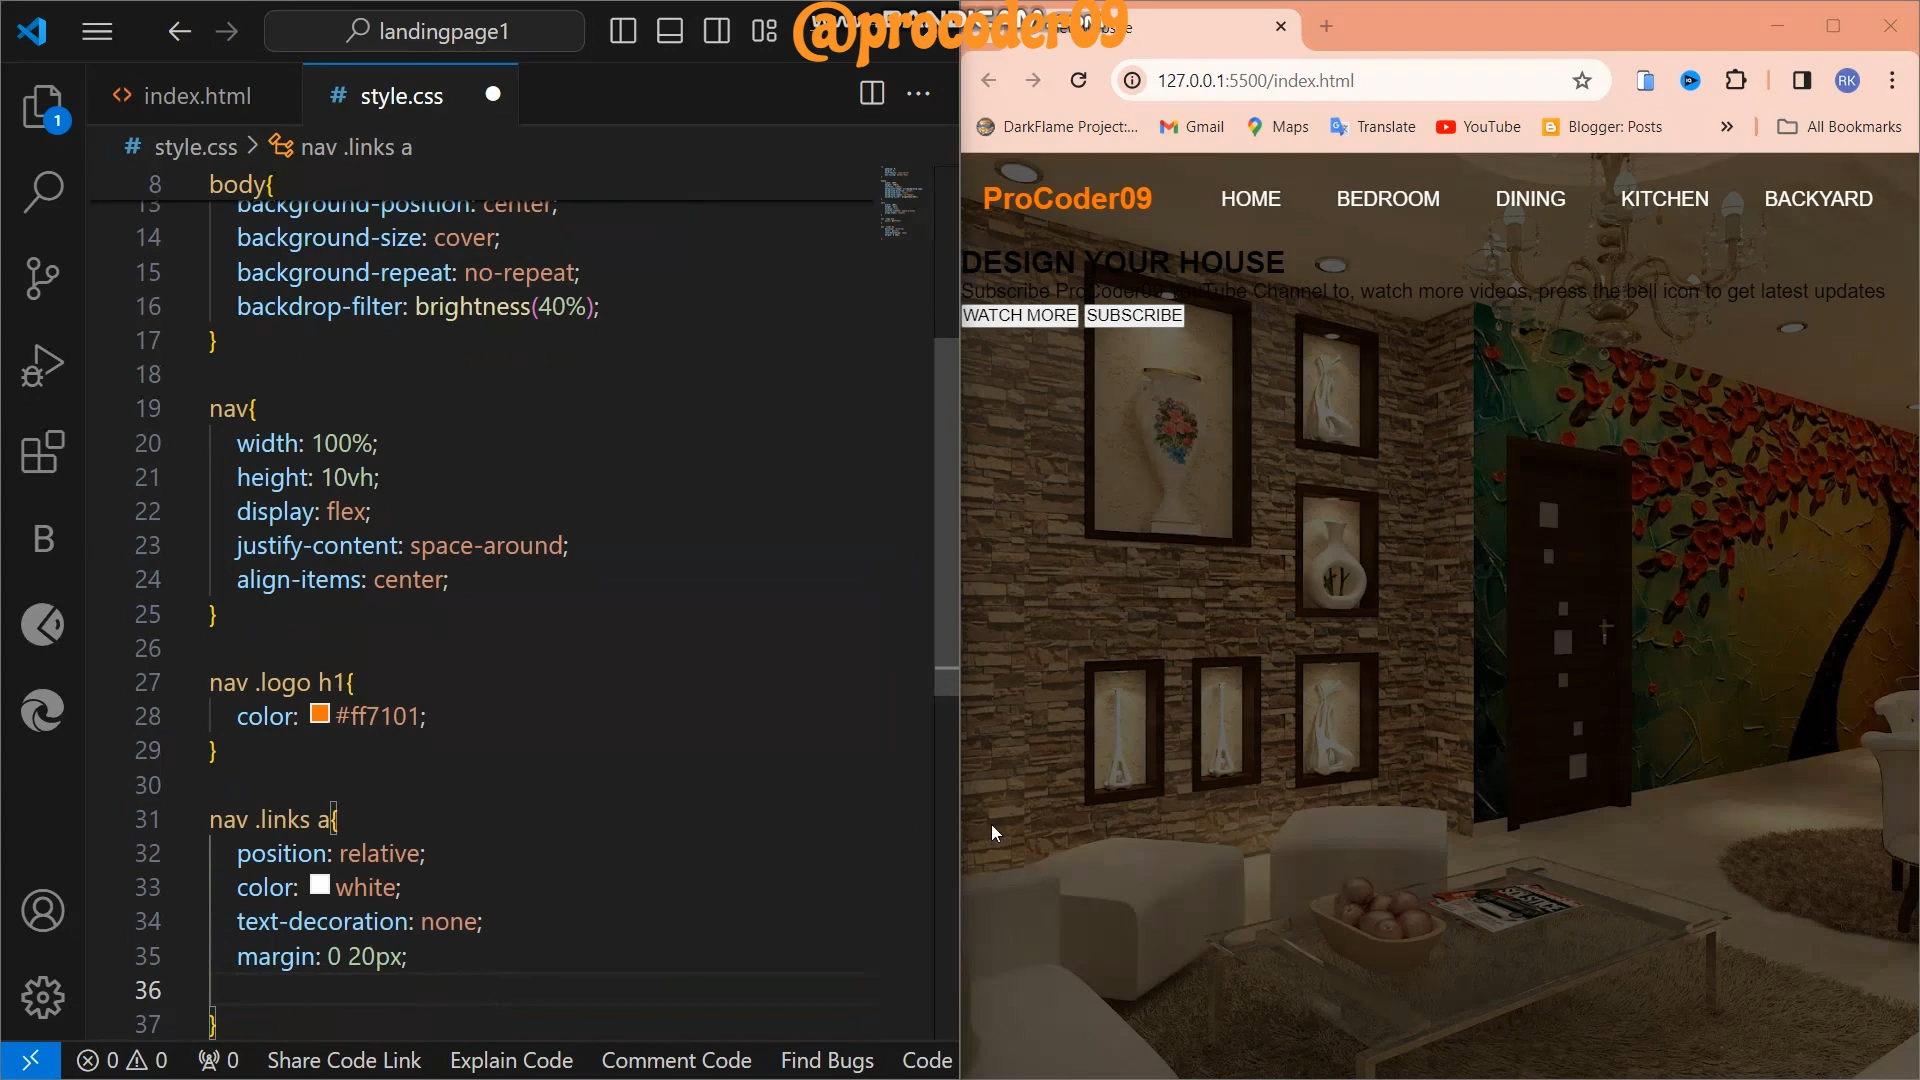 landingpage1
@procoder09
index.html
style.css
1
style.css
nav .links a
8 body{
13 background-position: center;
14 background-size: cover;
15 background-repeat: no-repeat;
16 backdrop-filter: brightness(40%);
17 }
18
19 nav{
20 width: 100%;
21 height: 10vh;
22 display: flex;
23 justify-content: space-around;
24 align-items: center;
25 }
26
27 nav .logo h1{
28 color: #ff7101;
29 }
30
31 nav .links a{
32 position: relative;
33 color: white;
34 text-decoration: none;
35 margin: 0 20px;
36
37 }
B
0 0 0 Share Code Link Explain Code Comment Code Find Bugs Code
127.0.0.1:5500/index.html
RK
DarkFlame Project:... Gmail Maps Translate YouTube Blogger: Posts » All Bookmarks
ProCoder09 HOME BEDROOM DINING KITCHEN BACKYARD
DESIGN YOUR HOUSE
Subscribe ProCoder09 YouTube Channel to, watch more videos, press the bell icon to get latest updates
WATCH MORE SUBSCRIBE